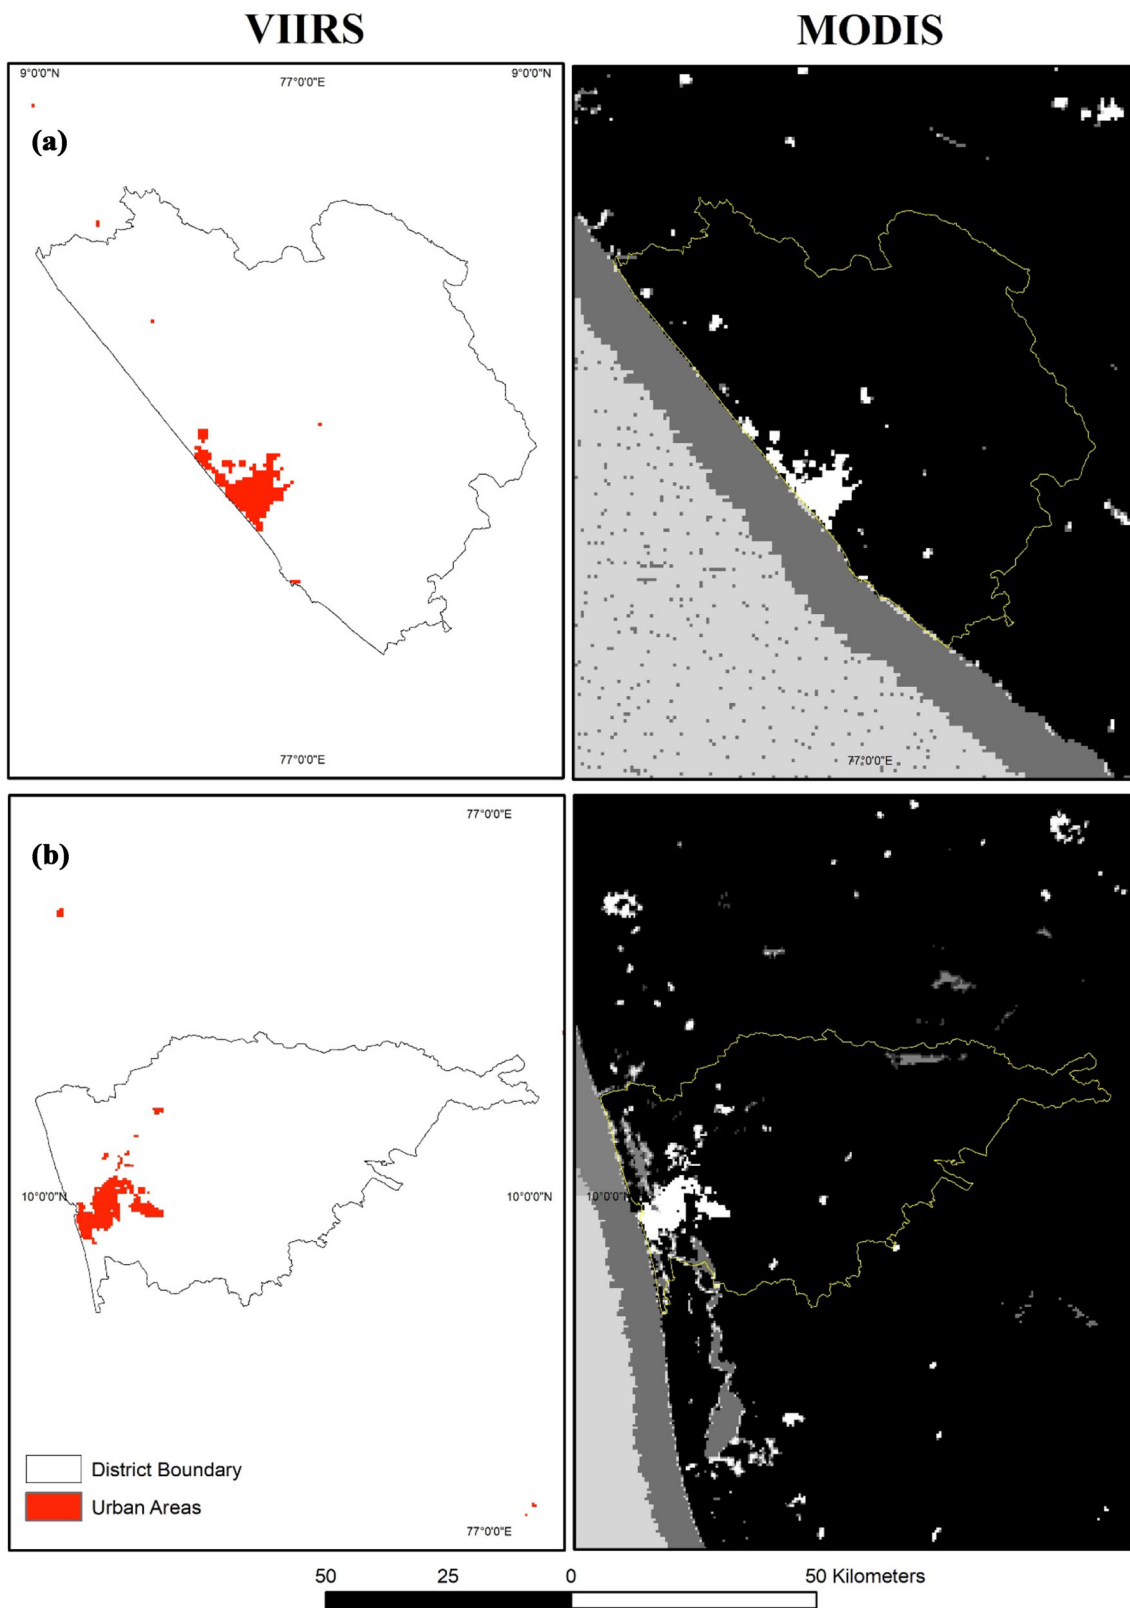 VIIRS MODIS
9°0'0"N 77°0'0"E 9°0'0"N
(a)
77°0'0"E 77°0'0"E
77°0'0"E
(b)
10°0'0"N 10°0'0"N 10°0'0"N
District Boundary
Urban Areas
77°0'0"E
50 25 0 50 Kilometers